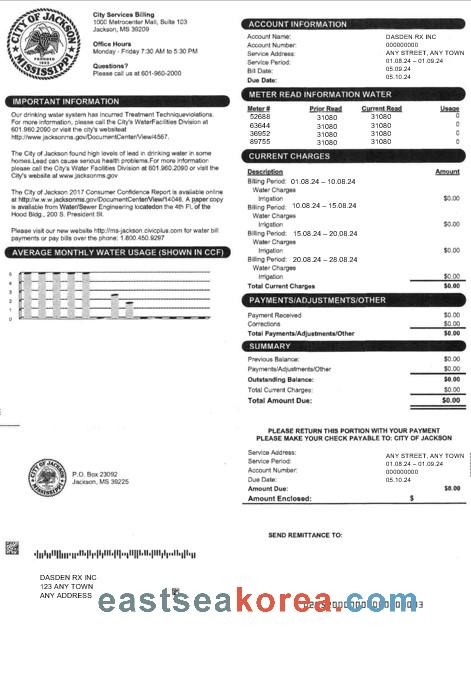 CITY OF JACKSON
MISSISSIPPI
City Services Billing
1000 Metrocenter Mall, Suite 103
Jackson, MS 39209
Office Hours
Monday - Friday 7:30 AM to 5:30 PM
Questions?
Please call us at 601-960-2000
IMPORTANT INFORMATION
Our drinking water system has incurred Treatment Techniqueviolations.
For more information, please call the City's WaterFacilities Division at
601.960.2090 or visit the city's websiteat
http://www.jacksonms.gov/DocumentCenter/View/4567.
The City of Jackson found high levels of lead in drinking water in some
homes.Lead can cause serious health problems.For more information
please call the City's Water Facilities Division at 601.960.2090 or visit the
City's website at www.jacksonms.gov
The City of Jackson 2017 Consumer Confidence Report is available online
at http://w.w.w.jacksonms.gov/DocumentCenter/View/14046. A paper copy
is available from Water/Sewer Engineering locatedon the 4th Fl. of the
Hood Bldg., 200 S. President St.
Please visit our new website http://ms-jackson.civicplus.com for water bill
payments or pay bills over the phone: 1.800.450.9297
AVERAGE MONTHLY WATER USAGE (SHOWN IN CCF)
5
4
3
2
1
0
ACCOUNT INFORMATION
Account Name: DASDEN RX INC
Account Number: 000000000
Service Address: ANY STREET, ANY TOWN
Service Period: 01.08.24 – 01.09.24
Bill Date: 05.09.24
Due Date: 05.10.24
METER READ INFORMATION WATER
Meter # Prior Read Current Read Usage
52688 31080 31080 0
63644 31080 31080 0
36952 31080 31080 0
89755 31080 31080 0
CURRENT CHARGES
Description Amount
Billing Period: 01.08.24 – 10.08.24
Water Charges
Irrigation $0.00
Billing Period: 10.08.24 – 15.08.24
Water Charges
Irrigation $0.00
Billing Period: 15.08.24 – 20.08.24
Water Charges
Irrigation $0.00
Billing Period: 20.08.24 – 28.08.24
Water Charges
Irrigation $0.00
Total Current Charges $0.00
PAYMENTS/ADJUSTMENTS/OTHER
Payment Received $0.00
Corrections $0.00
Total Payments/Adjustments/Other $0.00
SUMMARY
Previous Balance: $0.00
Payments/Adjustments/Other $0.00
Outstanding Balance: $0.00
Total Current Charges: $0.00
Total Amount Due: $0.00
PLEASE RETURN THIS PORTION WITH YOUR PAYMENT
PLEASE MAKE YOUR CHECK PAYABLE TO: CITY OF JACKSON
CITY OF JACKSON
MISSISSIPPI
P.O. Box 23092
Jackson, MS 39225
Service Address: ANY STREET, ANY TOWN
Service Period: 01.08.24 – 01.09.24
Account Number: 00000000
Due Date: 05.10.24
Amount Due: $0.00
Amount Enclosed: $
SEND REMITTANCE TO:
DASDEN RX INC
123 ANY TOWN
ANY ADDRESS
eastseakorea.com